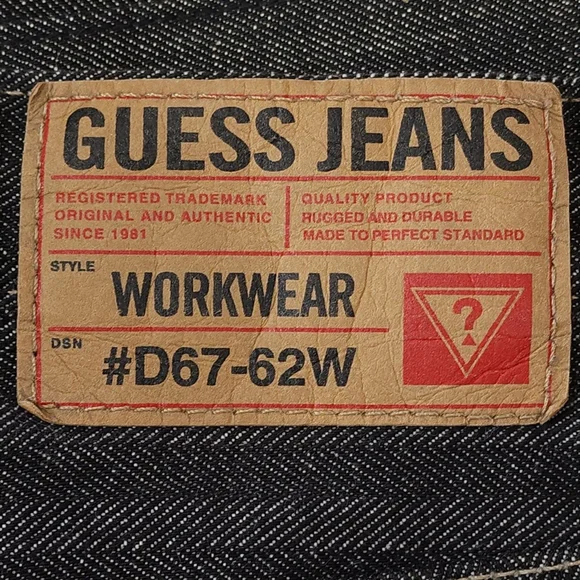 GUESS JEANS
REGISTERED TRADEMARK
ORIGINAL AND AUTHENTIC
SINCE 1981
QUALITY PRODUCT
RUGGED AND DURABLE
MADE TO PERFECT STANDARD
STYLE
WORKWEAR
DSN
#D67-62W
?